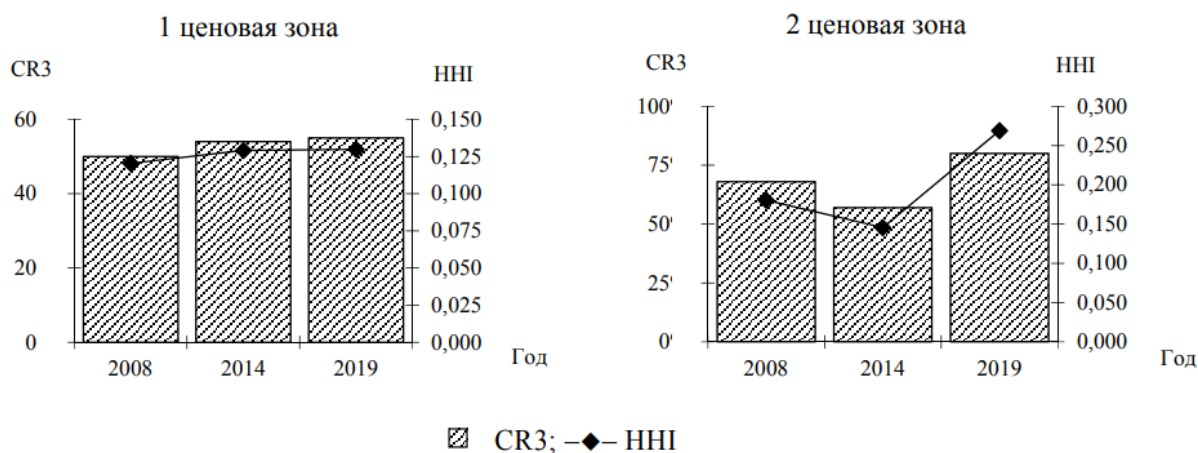 1 ценовая зона
CR3
HHI
60
40
20
0
0,150
0,125
0,100
0,075
0,050
0,025
0,000
2008 2014 2019
Год
2 ценовая зона
CR3
HHI
100'
75'
50'
25'
0'
0,300
0,250
0,200
0,150
0,100
0,050
0,000
2008 2014 2019
Год
CR3; –◆– HHI